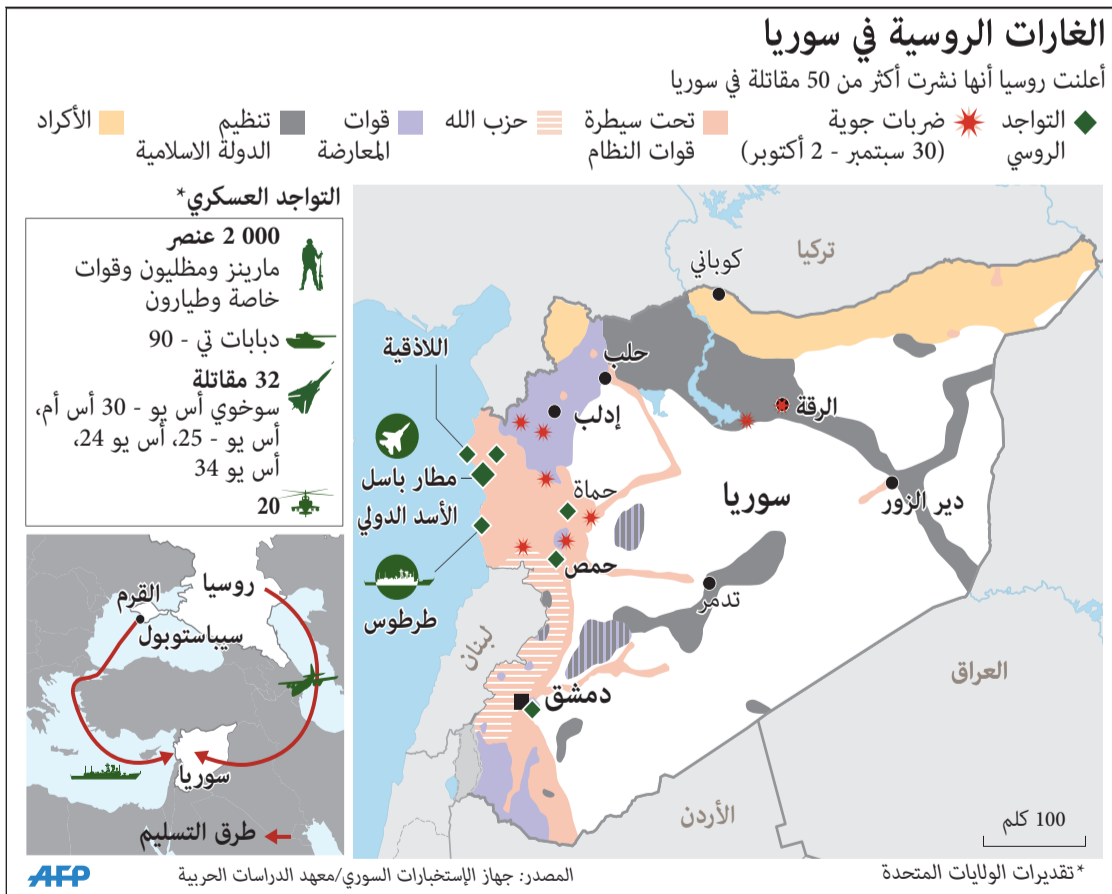 الغارات الروسية في سوريا
أعلنت روسيا أنها نشرت أكثر من 50 مقاتلة في سوريا
التواجد
الروسي
ضربات جوية
(30 سبتمبر - 2 أكتوبر)
تحت سيطرة
قوات النظام
حزب الله
قوات
المعارضة
تنظيم
الدولة الاسلامية
الأكراد
التواجد العسكري*
2 000 عنصر
مارينز ومظليون وقوات
خاصة وطيارون
دبابات تي - 90
32 مقاتلة
سوخوي أس يو - 30 أس أم،
أس يو - 25، أس يو 24،
أس يو 34
20
تركيا
كوباني
حلب
اللاذقية
إدلب
الرقة
مطار باسل
الأسد الدولي
حماة
سوريا
دير الزور
حمص
طرطوس
تدمر
لبنان
دمشق
العراق
الأردن
100 كلم
روسيا
القرم
سيباستوبول
سوريا
طرق التسليم
*تقديرات الولايات المتحدة
المصدر: جهاز الإستخبارات السوري/معهد الدراسات الحربية
AFP